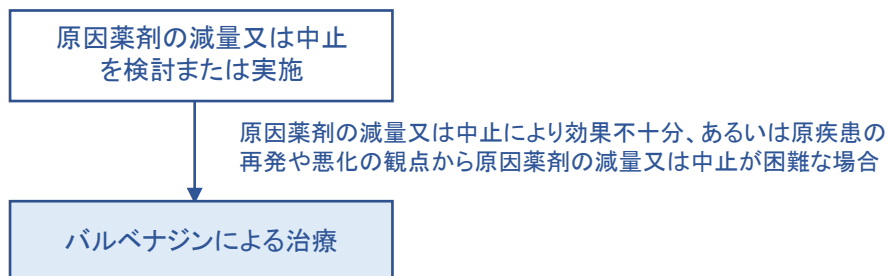 原因薬剤の減量又は中止
を検討または実施
原因薬剤の減量又は中止により効果不十分、あるいは原疾患の
再発や悪化の観点から原因薬剤の減量又は中止が困難な場合
バルベナジンによる治療